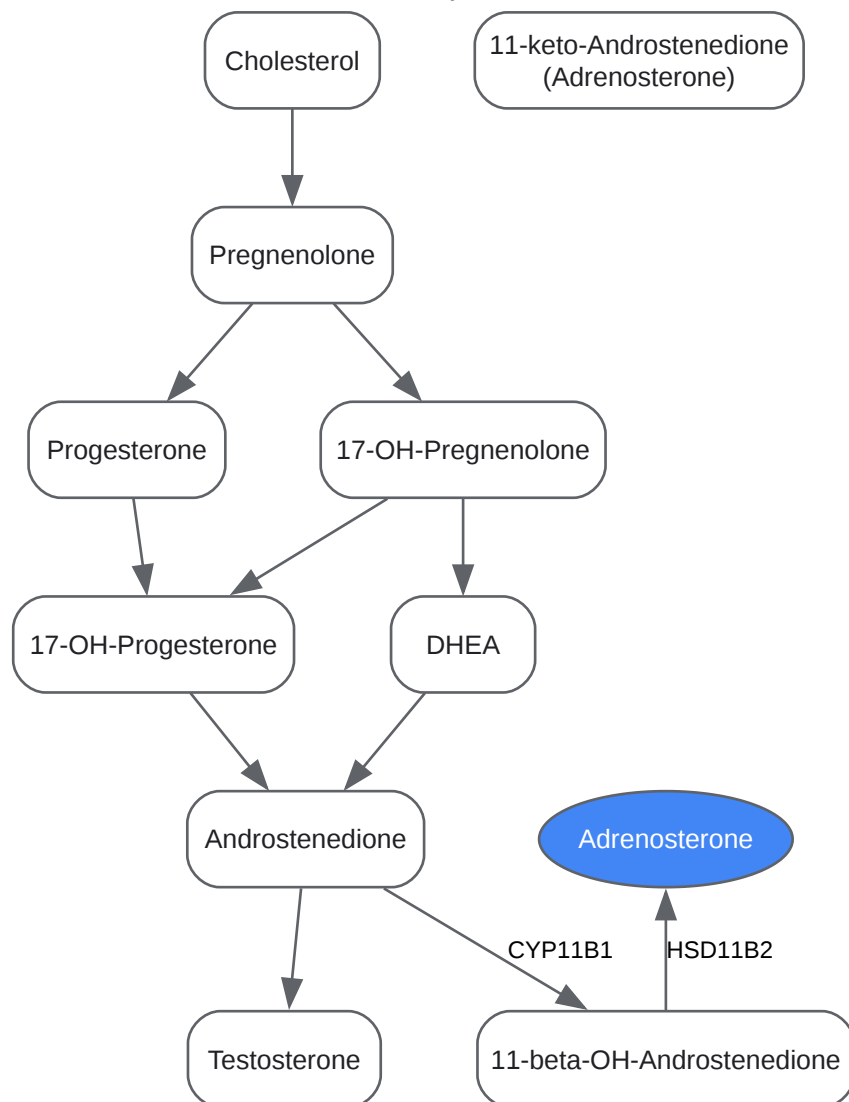 Cholesterol
11-keto-Androstenedione
(Adrenosterone)
Pregnenolone
Progesterone
17-OH-Pregnenolone
17-OH-Progesterone
DHEA
Androstenedione
Adrenosterone
CYP11B1
HSD11B2
Testosterone
11-beta-OH-Androstenedione